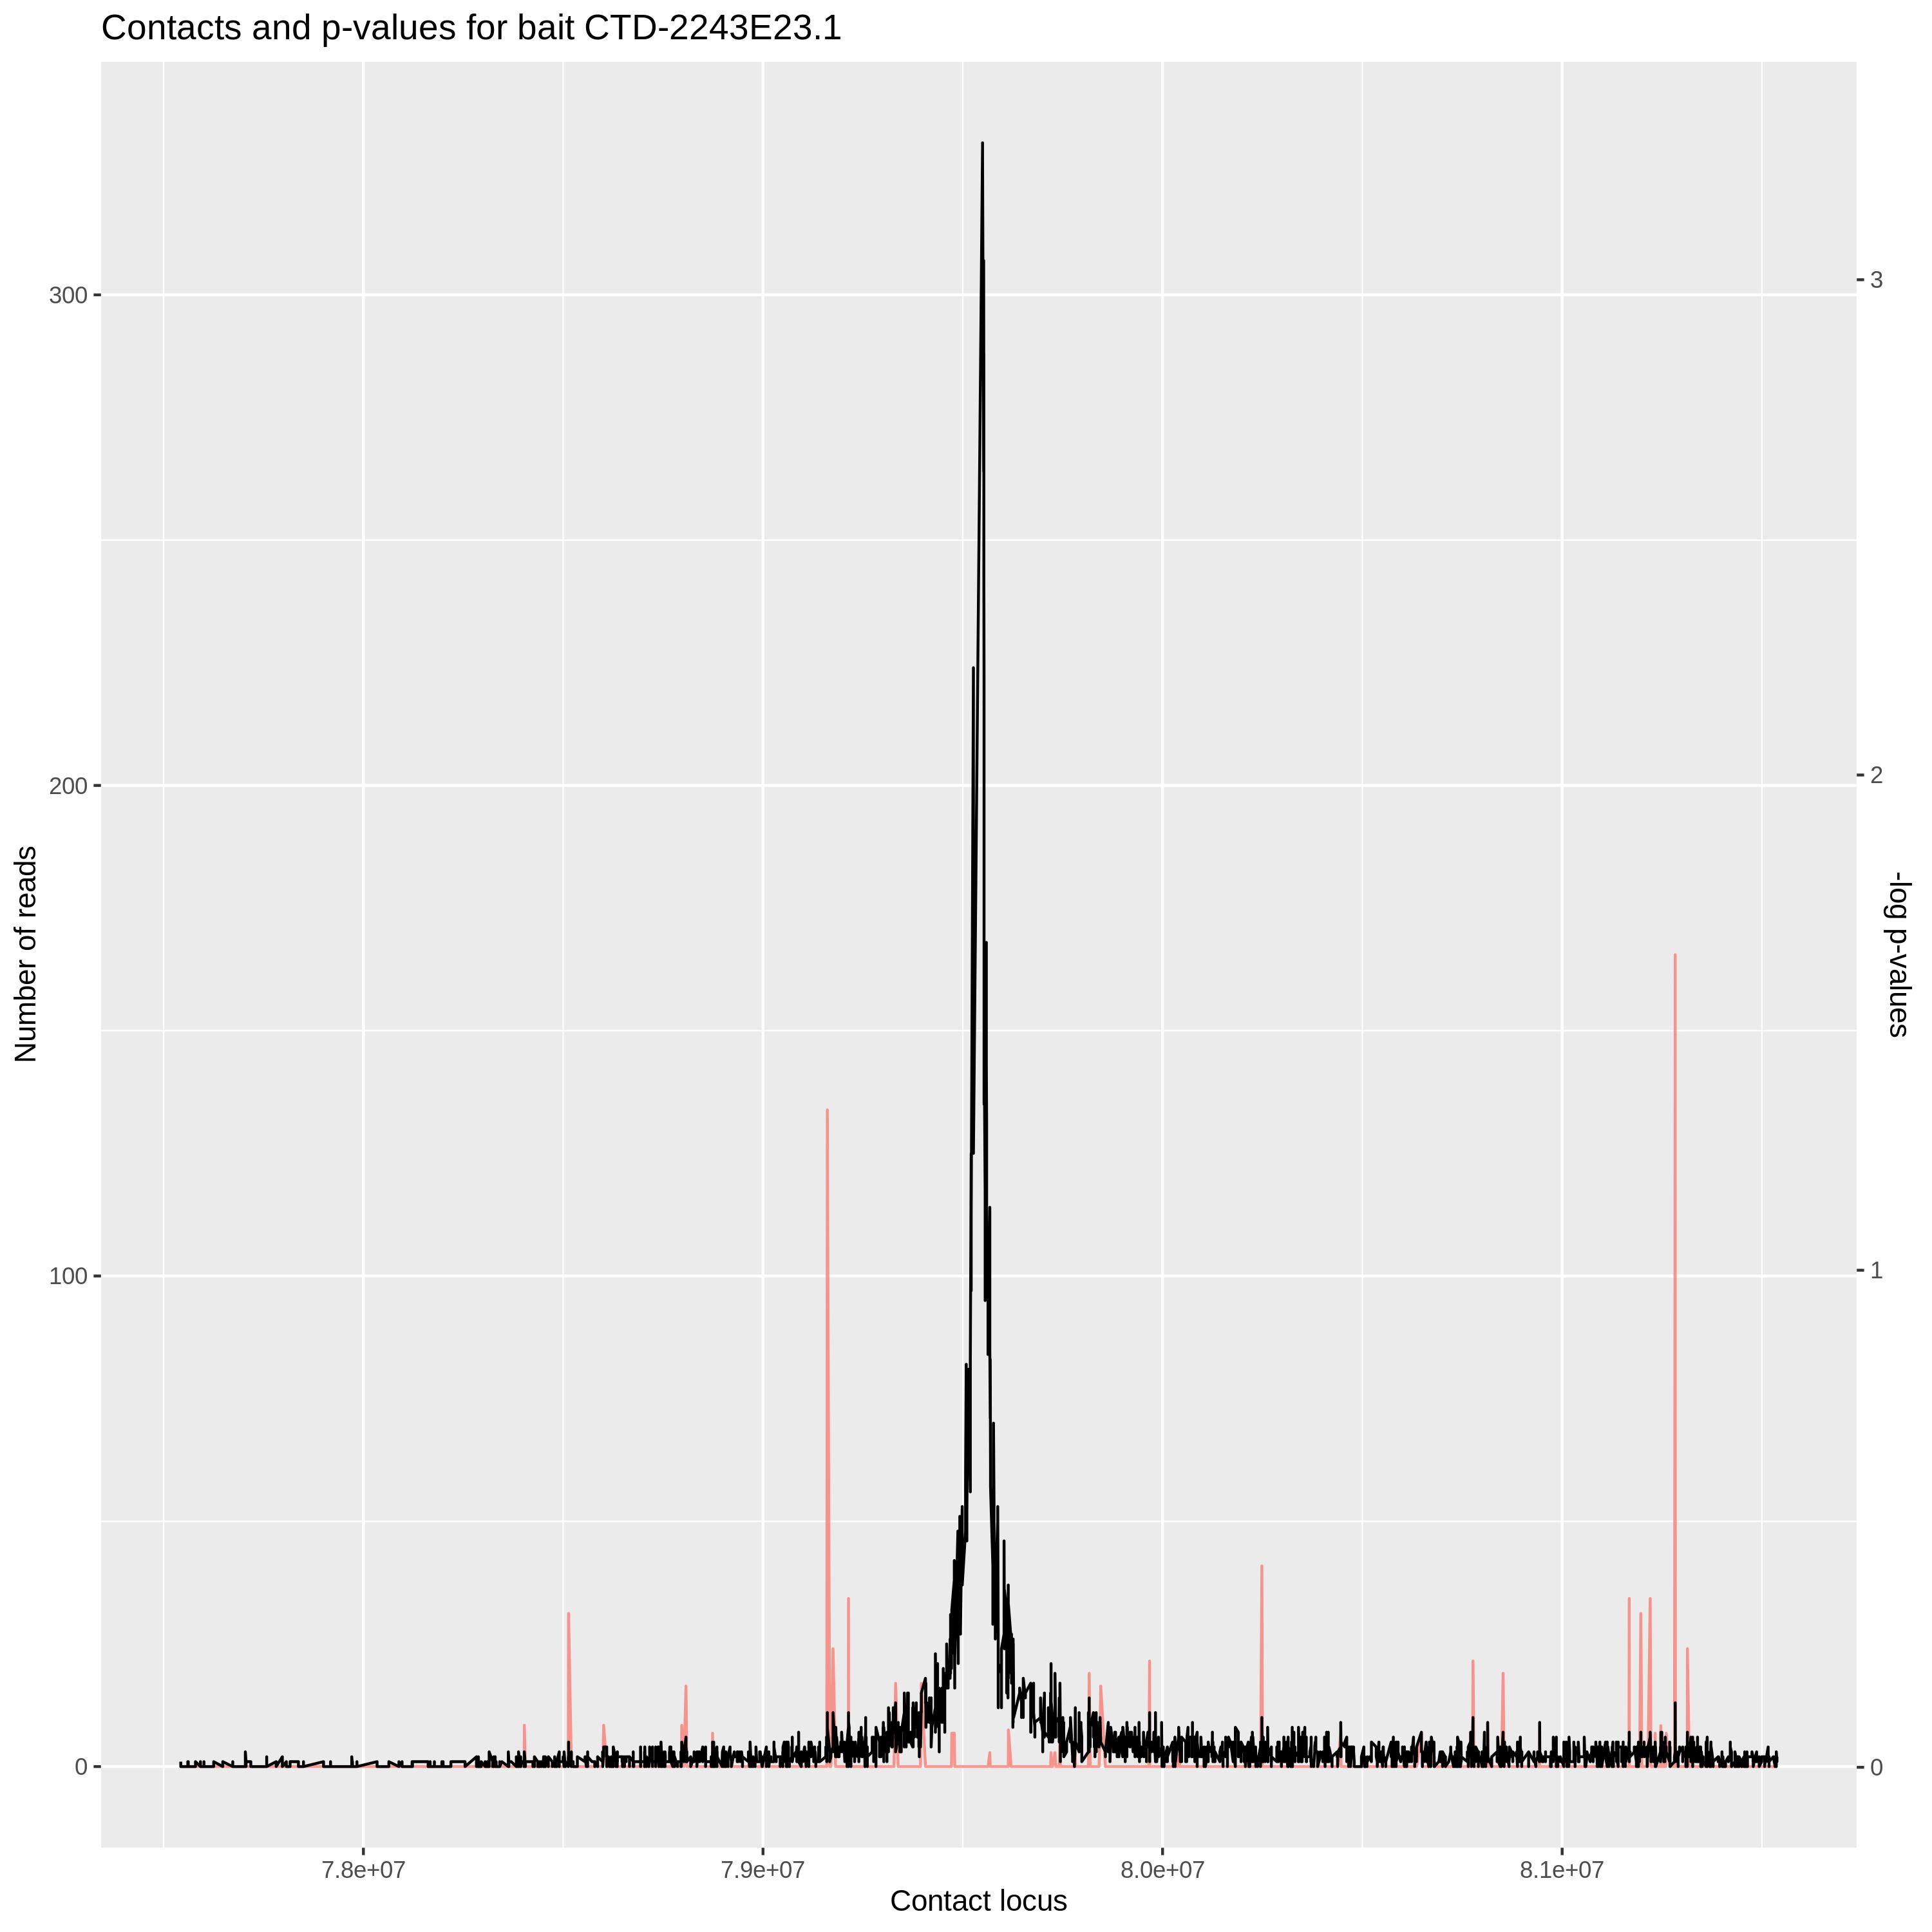 Contacts and p-values for bait CTD-2243E23.1
300
200
100
0
Number of reads
3
2
1
0
-log p-values
7.8e+07
7.9e+07
8.0e+07
8.1e+07
Contact locus